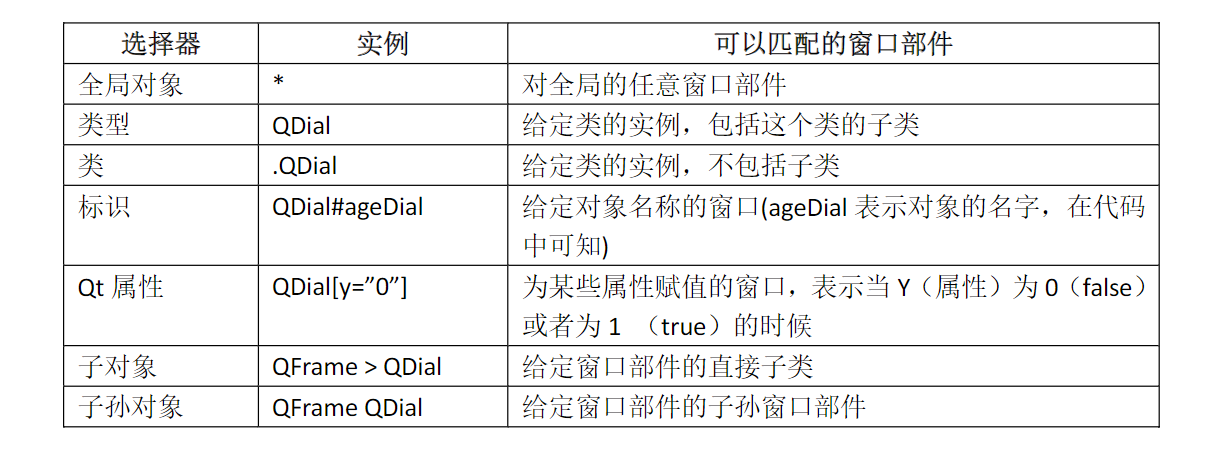 选择器 实例 可以匹配的窗口部件
全局对象 * 对全局的任意窗口部件
类型 QDial 给定类的实例，包括这个类的子类
类 .QDial 给定类的实例，不包括子类
标识 QDial#ageDial 给定对象名称的窗口(ageDial 表示对象的名字，在代码
中可知)
Qt 属性 QDial[y=”0”] 为某些属性赋值的窗口，表示当 Y（属性）为 0（false）
或者为 1 （true）的时候
子对象 QFrame > QDial 给定窗口部件的直接子类
子孙对象 QFrame QDial 给定窗口部件的子孙窗口部件